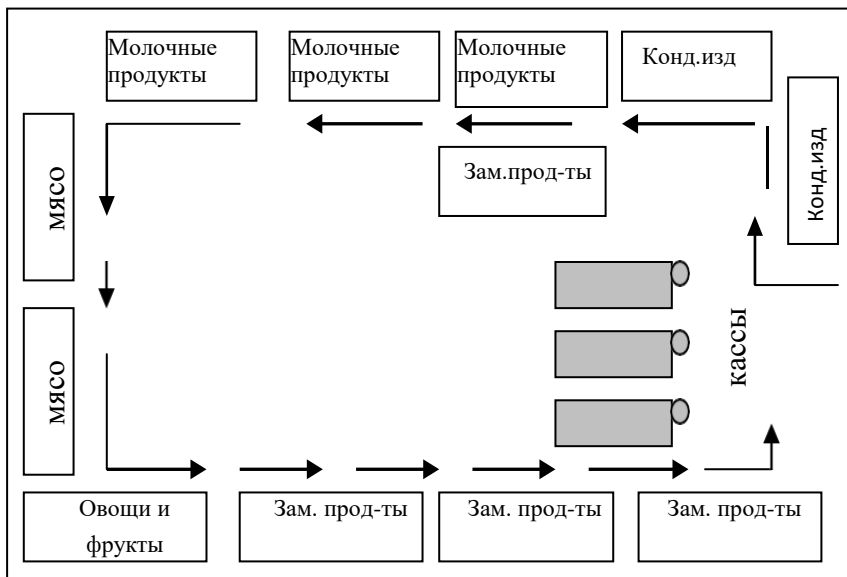 Молочные
продукты
Молочные
продукты
Молочные
продукты
Конд.изд
Конд.изд
мясо
Зам.прод-ты
мясо
кассы
Овощи и
фрукты
Зам. прод-ты
Зам. прод-ты
Зам. прод-ты